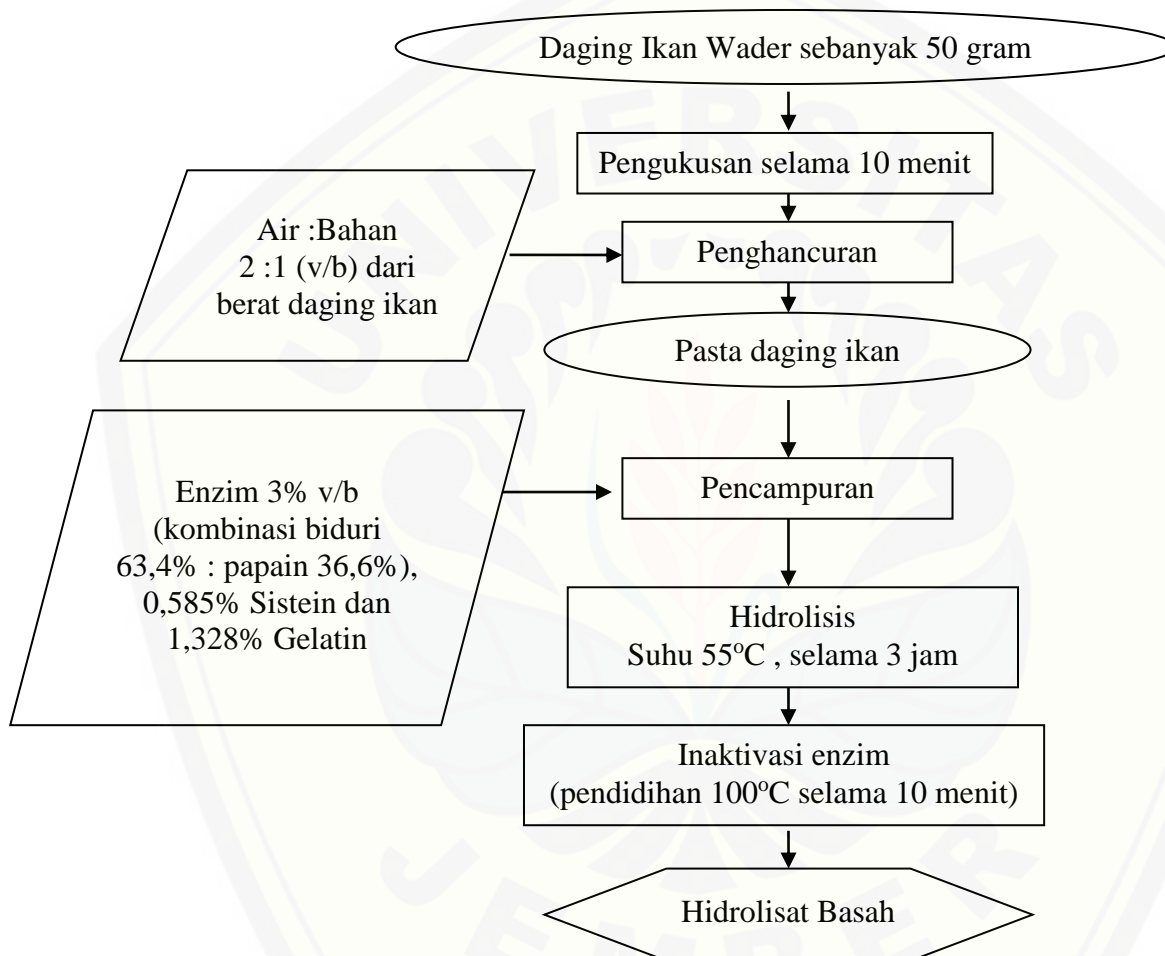 Daging Ikan Wader sebanyak 50 gram
Pengukusan selama 10 menit
Air :Bahan
2 :1 (v/b) dari
berat daging ikan
Penghancuran
Pasta daging ikan
Enzim 3% v/b
(kombinasi biduri
63,4% : papain 36,6%),
0,585% Sistein dan
1,328% Gelatin
Pencampuran
Hidrolisis
Suhu 55°C , selama 3 jam
Inaktivasi enzim
(pendidihan 100°C selama 10 menit)
Hidrolisat Basah
UNIVERSITAS
JEMBER